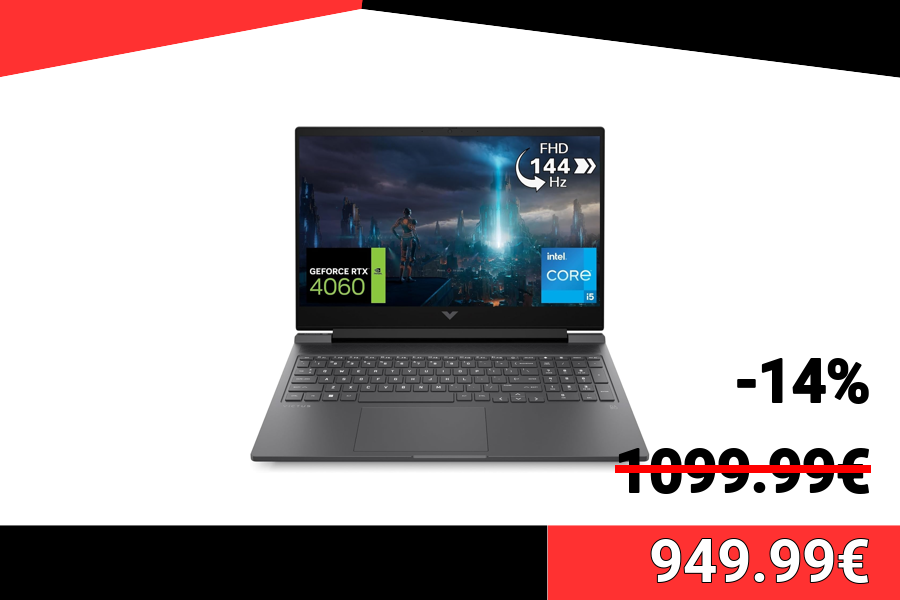 FHD
144
Hz
GEFORCE RTX
4060
intel.
CORE
i5
-14%
1099.99€
949.99€